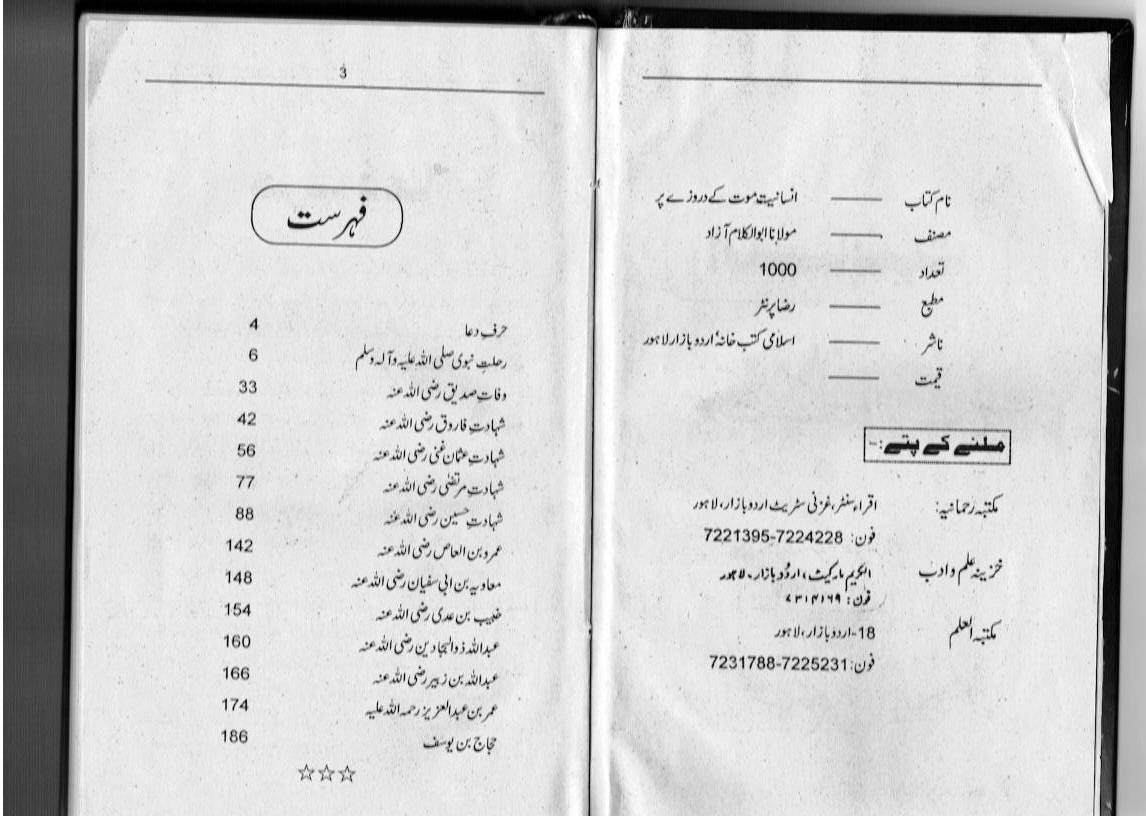 نام کتاب ——— انسانیت موت کے دروزے پر
مصنف ——— مولانا ابوالکلام آزاد
تعداد ——— 1000
مطبع ——— رضا پرنٹر
ناشر ——— اسلامی کتب خانہ اردو بازار لاہور
قیمت ———
ملنے کے پتے:-
مکتبہ رحمانیہ: اقراء سنٹر، غزنی سٹریٹ اردو بازار، لاہور
فون: 7221395-7224228
خزینہ علم و ادب الکریم مارکیٹ، اردو بازار، لاہور
فون: ۷۳۱۴۱۶۹
مکتبہ العلم 18-اردو بازار، لاہور
فون: 7231788-7225231
3
فہرست
حرفِ دعا 4
رحلتِ نبوی صلی اللہ علیہ وآلہ وسلم 6
وفاتِ صدیق رضی اللہ عنہ 33
شہادتِ فاروق رضی اللہ عنہ 42
شہادتِ عثمان غنی رضی اللہ عنہ 56
شہادتِ مرتضٰی رضی اللہ عنہ 77
شہادتِ حسین رضی اللہ عنہ 88
عمرو بن العاص رضی اللہ عنہ 142
معاویہ بن ابی سفیان رضی اللہ عنہ 148
خبیب بن عدی رضی اللہ عنہ 154
عبداللہ ذوالبجادین رضی اللہ عنہ 160
عبداللہ بن زبیر رضی اللہ عنہ 166
عمر بن عبدالعزیز رحمہ اللہ علیہ 174
حجاج بن یوسف 186
☆☆☆